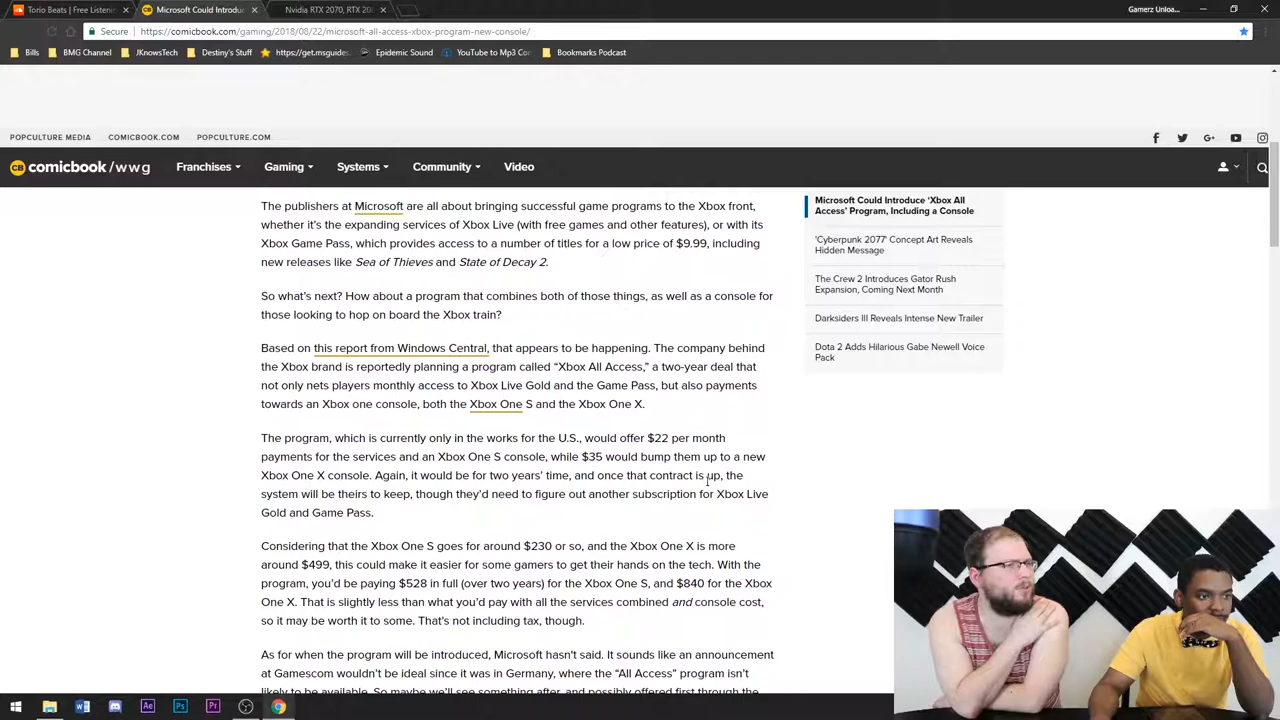 Torio Beats | Free Listeni
Microsoft Could Introdu
Nvidia RTX 2070, RTX 20
Gamerz Unloa...
Secure
https://comicbook.com/gaming/2018/08/22/microsoft-all-access-xbox-program-new-console/
Bills
BMG Channel
JKnowsTech
Destiny's Stuff
https://get.msguides.
Epidemic Sound
YouTube to Mp3 Con
Bookmarks Podcast
POPCULTURE MEDIA
COMICBOOK.COM
POPCULTURE.COM
CB comicbook/wwg
Franchises
Gaming
Systems
Community
Video
The publishers at Microsoft are all about bringing successful game programs to the Xbox front,
whether it's the expanding services of Xbox Live (with free games and other features), or with its
Xbox Game Pass, which provides access to a number of titles for a low price of $9.99, including
new releases like Sea of Thieves and State of Decay 2.
So what's next? How about a program that combines both of those things, as well as a console for
those looking to hop on board the Xbox train?
Based on this report from Windows Central, that appears to be happening. The company behind
the Xbox brand is reportedly planning a program called “Xbox All Access,” a two-year deal that
not only nets players monthly access to Xbox Live Gold and the Game Pass, but also payments
towards an Xbox one console, both the Xbox One S and the Xbox One X.
The program, which is currently only in the works for the U.S., would offer $22 per month
payments for the services and an Xbox One S console, while $35 would bump them up to a new
Xbox One X console. Again, it would be for two years' time, and once that contract is up, the
system will be theirs to keep, though they'd need to figure out another subscription for Xbox Live
Gold and Game Pass.
Considering that the Xbox One S goes for around $230 or so, and the Xbox One X is more
around $499, this could make it easier for some gamers to get their hands on the tech. With the
program, you'd be paying $528 in full (over two years) for the Xbox One S, and $840 for the Xbox
One X. That is slightly less than what you'd pay with all the services combined and console cost,
so it may be worth it to some. That's not including tax, though.
As for when the program will be introduced, Microsoft hasn't said. It sounds like an announcement
at Gamescom wouldn't be ideal since it was in Germany, where the “All Access” program isn't
likely to be available. So maybe we'll see something after, and possibly offered first through the
Microsoft Could Introduce ‘Xbox All
Access’ Program, Including a Console
'Cyberpunk 2077' Concept Art Reveals
Hidden Message
The Crew 2 Introduces Gator Rush
Expansion, Coming Next Month
Darksiders III Reveals Intense New Trailer
Dota 2 Adds Hilarious Gabe Newell Voice
Pack